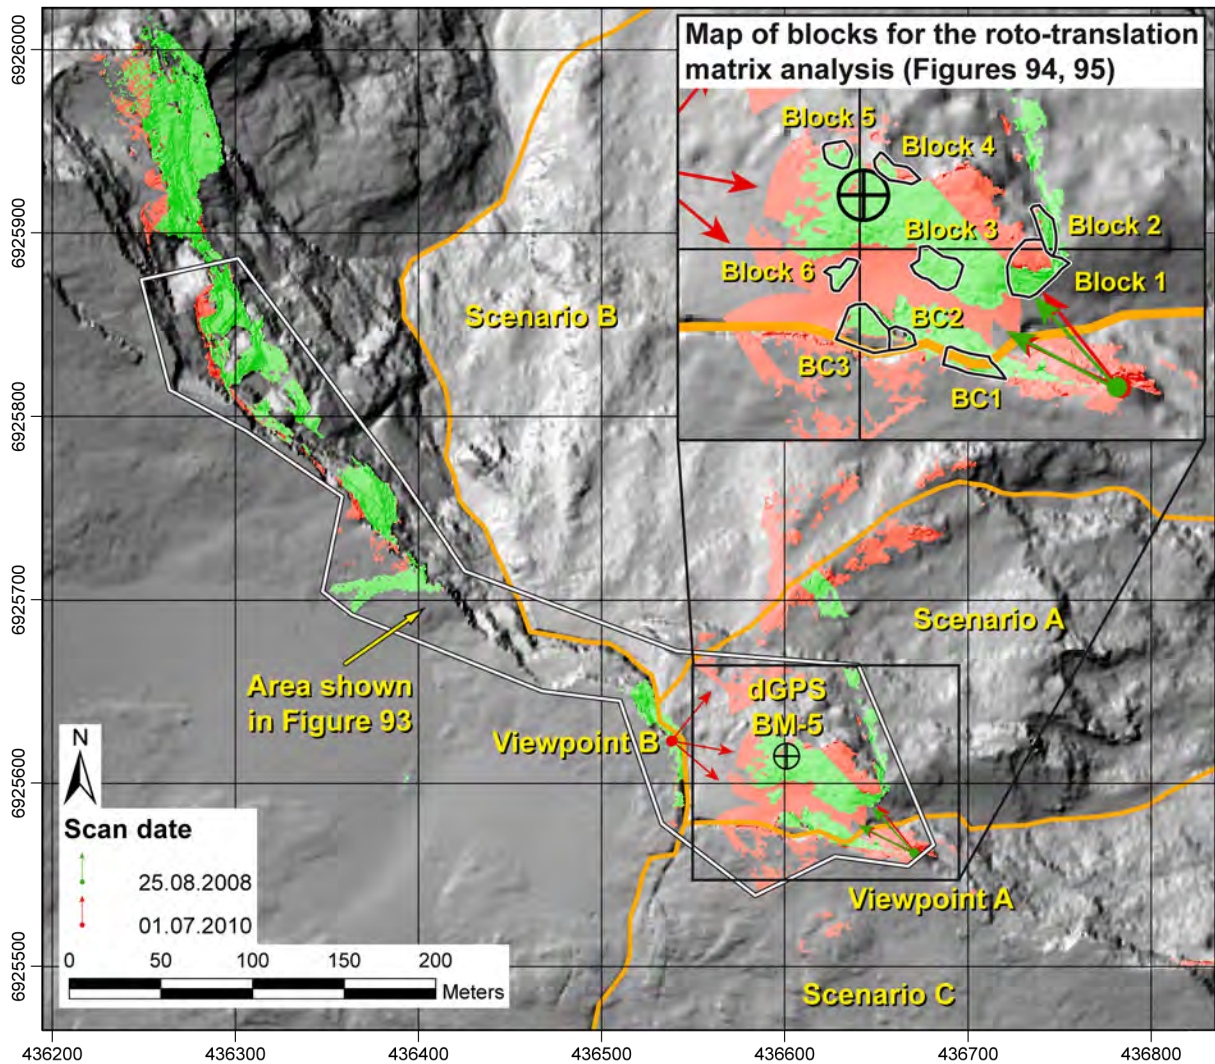 Map of blocks for the roto-translation
matrix analysis (Figures 94, 95)
Block 5
Block 4
Block 3
Block 2
Block 6
Block 1
BC2
BC3
BC1
Scenario B
Scenario A
Area shown
in Figure 93
dGPS
BM-5
Viewpoint B
Viewpoint A
Scenario C
N
Scan date
25.08.2008
01.07.2010
0 50 100 150 200
Meters
6926000
6925900
6925800
6925700
6925600
6925500
436200 436300 436400 436500 436600 436700 436800